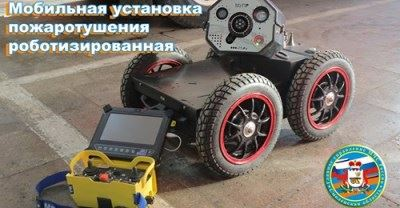 Мобильная установка
пожаротушения
роботизированная